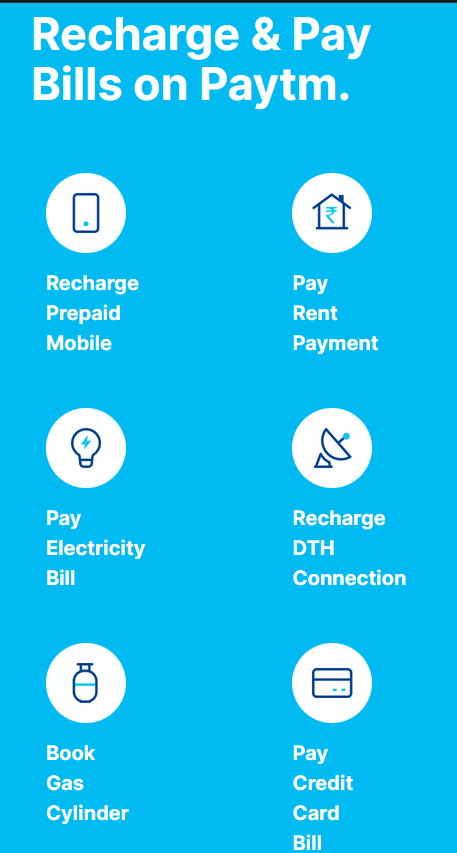 Recharge & Pay
Bills on Paytm.
Recharge
Prepaid
Mobile
Pay
Rent
Payment
Pay
Electricity
Bill
Recharge
DTH
Connection
Book
Gas
Cylinder
Pay
Credit
Card
Bill